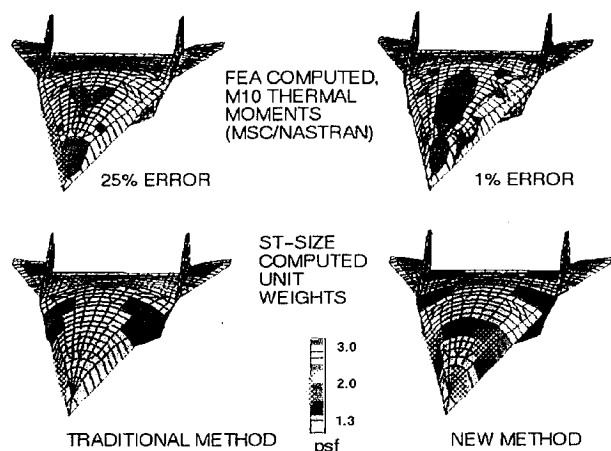 FEA COMPUTED,
M10 THERMAL
MOMENTS
(MSC/NASTRAN)
25% ERROR
1% ERROR
ST-SIZE
COMPUTED
UNIT
WEIGHTS
3.0
2.0
1.3
psf
TRADITIONAL METHOD
NEW METHOD